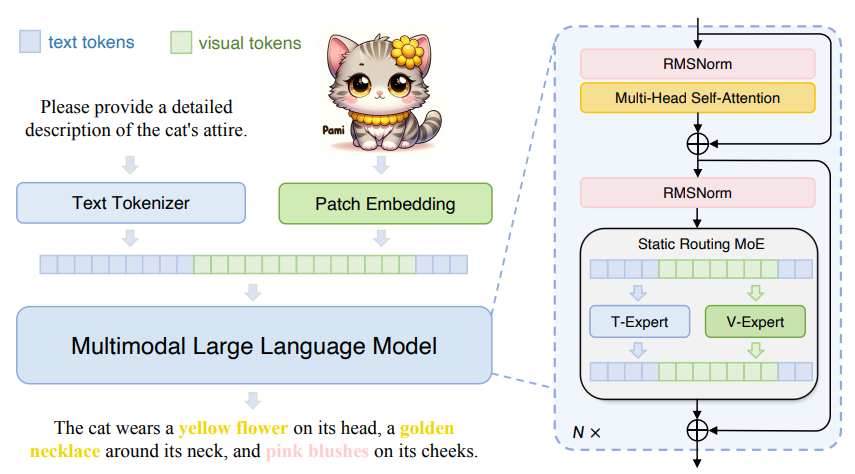 text tokens
visual tokens
Please provide a detailed
description of the cat's attire.
Pami
Text Tokenizer
Patch Embedding
Multimodal Large Language Model
The cat wears a yellow flower on its head, a golden
necklace around its neck, and pink blushes on its cheeks.
RMSNorm
Multi-Head Self-Attention
RMSNorm
Static Routing MoE
T-Expert
V-Expert
N ×